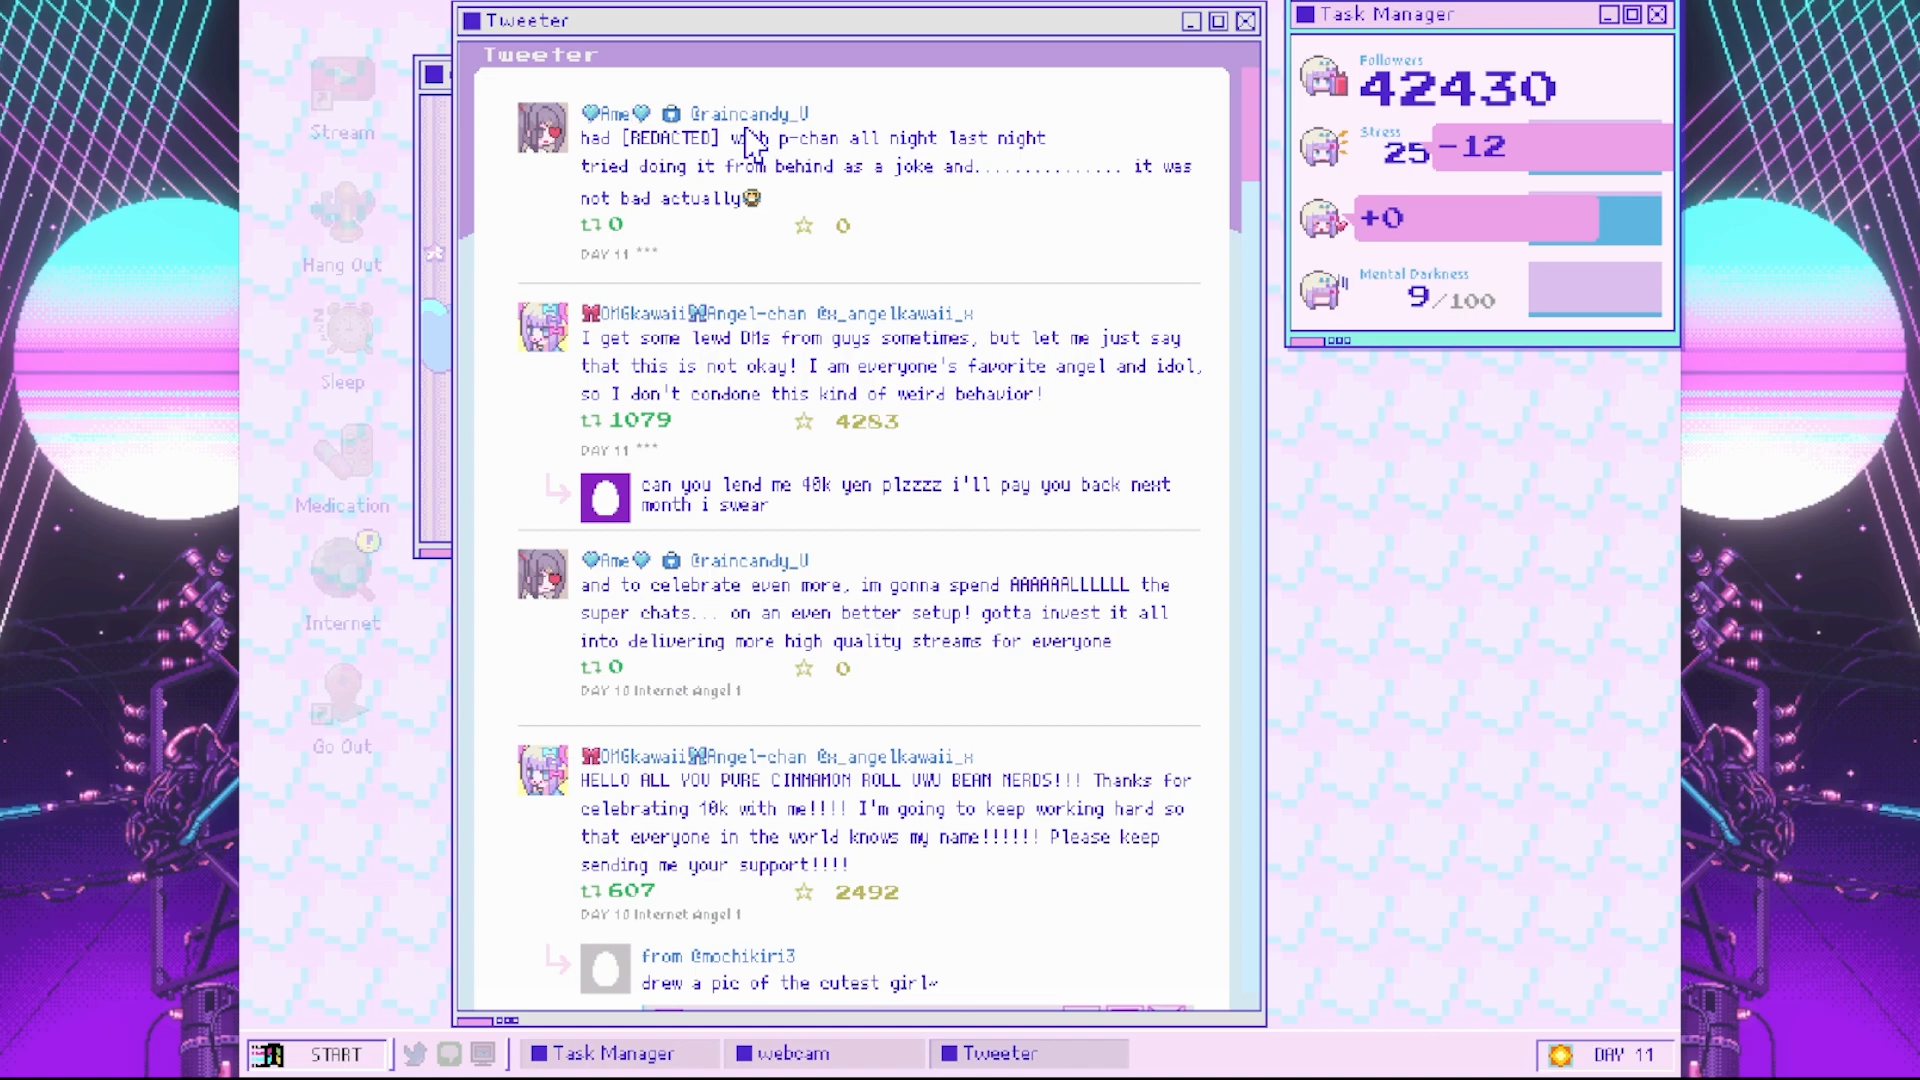 Tweeter
Task Manager
Tweeter
Stream
Hang Out
Sleep
Medication
Internet
Go Out
Ame @raincandy_U
had [REDACTED] p-chan all night last night
tried doing it from behind as a joke and............... it was
not bad actually
0 0
DAY 11 ***
OMGkawaii Angel-chan @x_angelkawaii_x
I get some lewd DMs from guys sometimes, but let me just say
that this is not okay! I am everyone's favorite angel and idol,
so I don't condone this kind of weird behavior!
1079 4283
DAY 11 ***
can you lend me 40k yen plzzzz i'll pay you back next
month i swear
Ame @raincandy_U
and to celebrate even more, im gonna spend AAAAAALLLLLL the
super chats... on an even better setup! gotta invest it all
into delivering more high quality streams for everyone
0 0
DAY 10 Internet Angel 1
OMGkawaii Angel-chan @x_angelkawaii_x
HELLO ALL YOU PURE CINNAMON ROLL UWU BEAN NERDS!!! Thanks for
celebrating 10k with me!!!! I'm going to keep working hard so
that everyone in the world knows my name!!!!!! Please keep
sending me your support!!!!
607 2492
DAY 10 Internet Angel 1
from @mochikiri3
drew a pic of the cutest girl~
Followers
42430
Stress
25 -12
+0
Mental Darkness
9/100
START
Task Manager
webcam
Tweeter
DAY 11